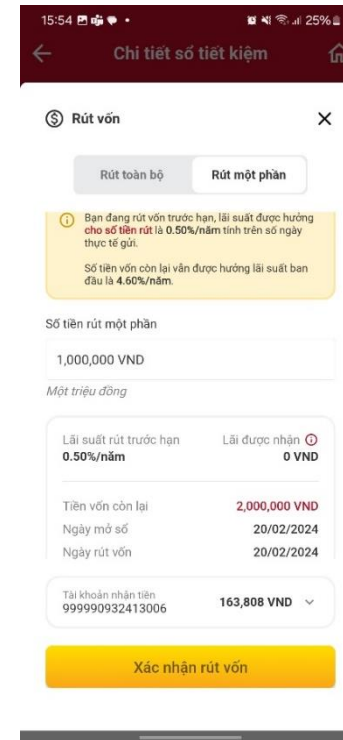 15:54
25%
Chi tiết sổ tiết kiệm
Rút vốn
Rút toàn bộ
Rút một phần
Bạn đang rút vốn trước hạn, lãi suất được hưởng
cho số tiền rút là 0.50%/năm tính trên số ngày
thực tế gửi.
Số tiền vốn còn lại vẫn được hưởng lãi suất ban
đầu là 4.60%/năm.
Số tiền rút một phần
1,000,000 VND
Một triệu đồng
Lãi suất rút trước hạn
Lãi được nhận
0.50%/năm
0 VND
Tiền vốn còn lại
2,000,000 VND
Ngày mở sổ
20/02/2024
Ngày rút vốn
20/02/2024
Tài khoản nhận tiền
999990932413006
163,808 VND
Xác nhận rút vốn